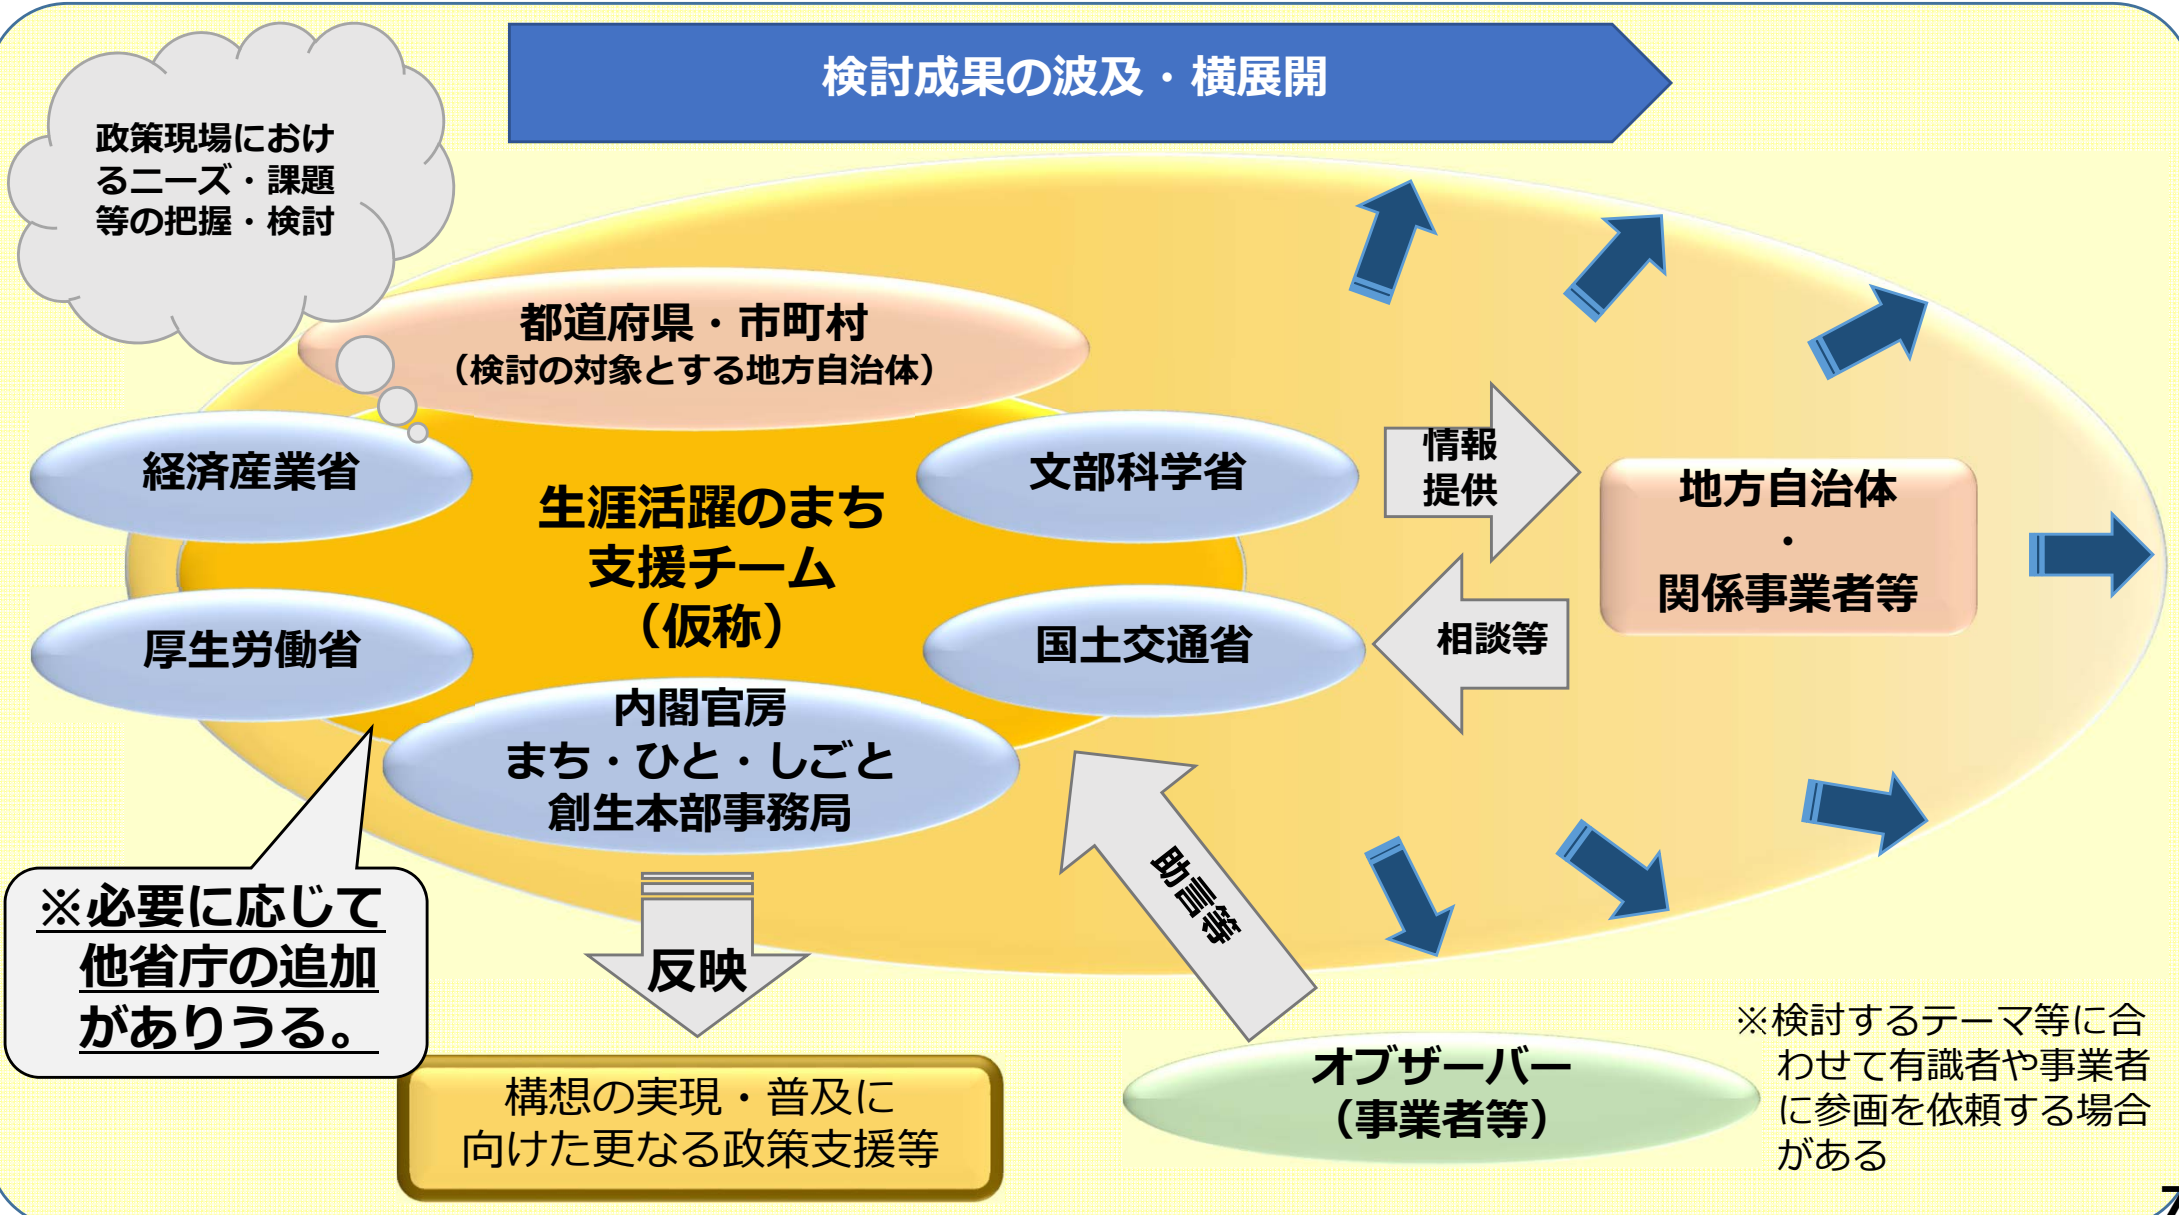 検討成果の波及・横展開
政策現場におけ
るニーズ・課題
等の把握・検討
都道府県・市町村
（検討の対象とする地方自治体）
経済産業省
文部科学省
生涯活躍のまち
支援チーム
（仮称）
厚生労働省
国土交通省
内閣官房
まち・ひと・しごと
創生本部事務局
情報
提供
相談等
地方自治体
・
関係事業者等
※必要に応じて
他省庁の追加
がありうる。
反映
助言等
構想の実現・普及に
向けた更なる政策支援等
オブザーバー
（事業者等）
※検討するテーマ等に合
わせて有識者や事業者
に参画を依頼する場合
がある